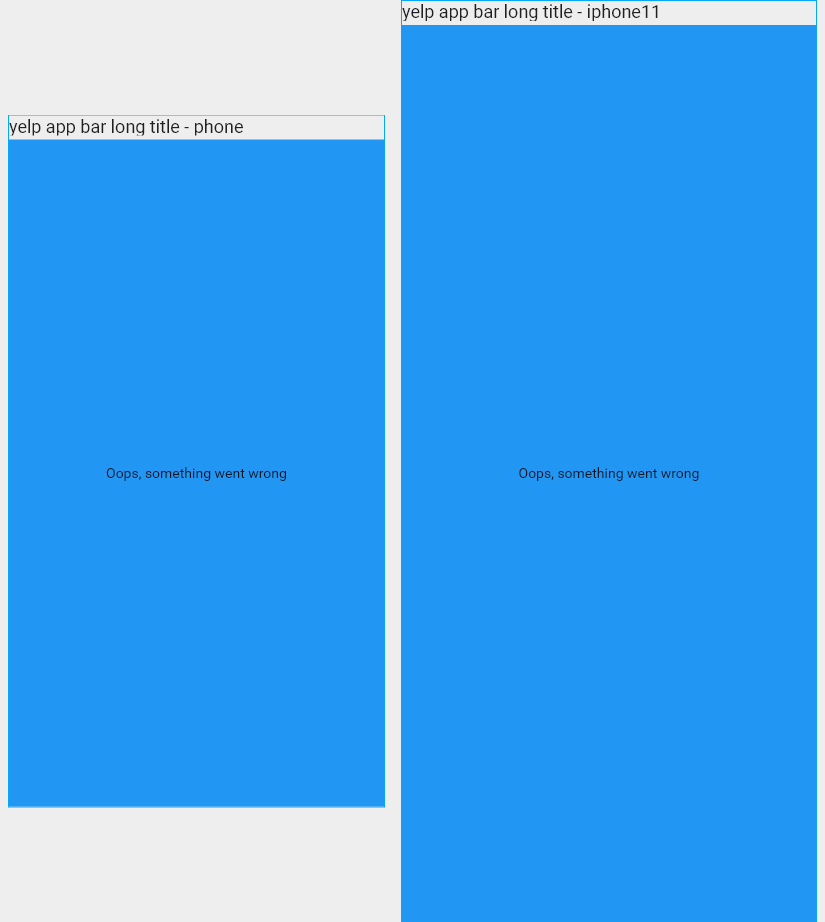 yelp app bar long title - iphone11
yelp app bar long title - phone
Oops, something went wrong
Oops, something went wrong